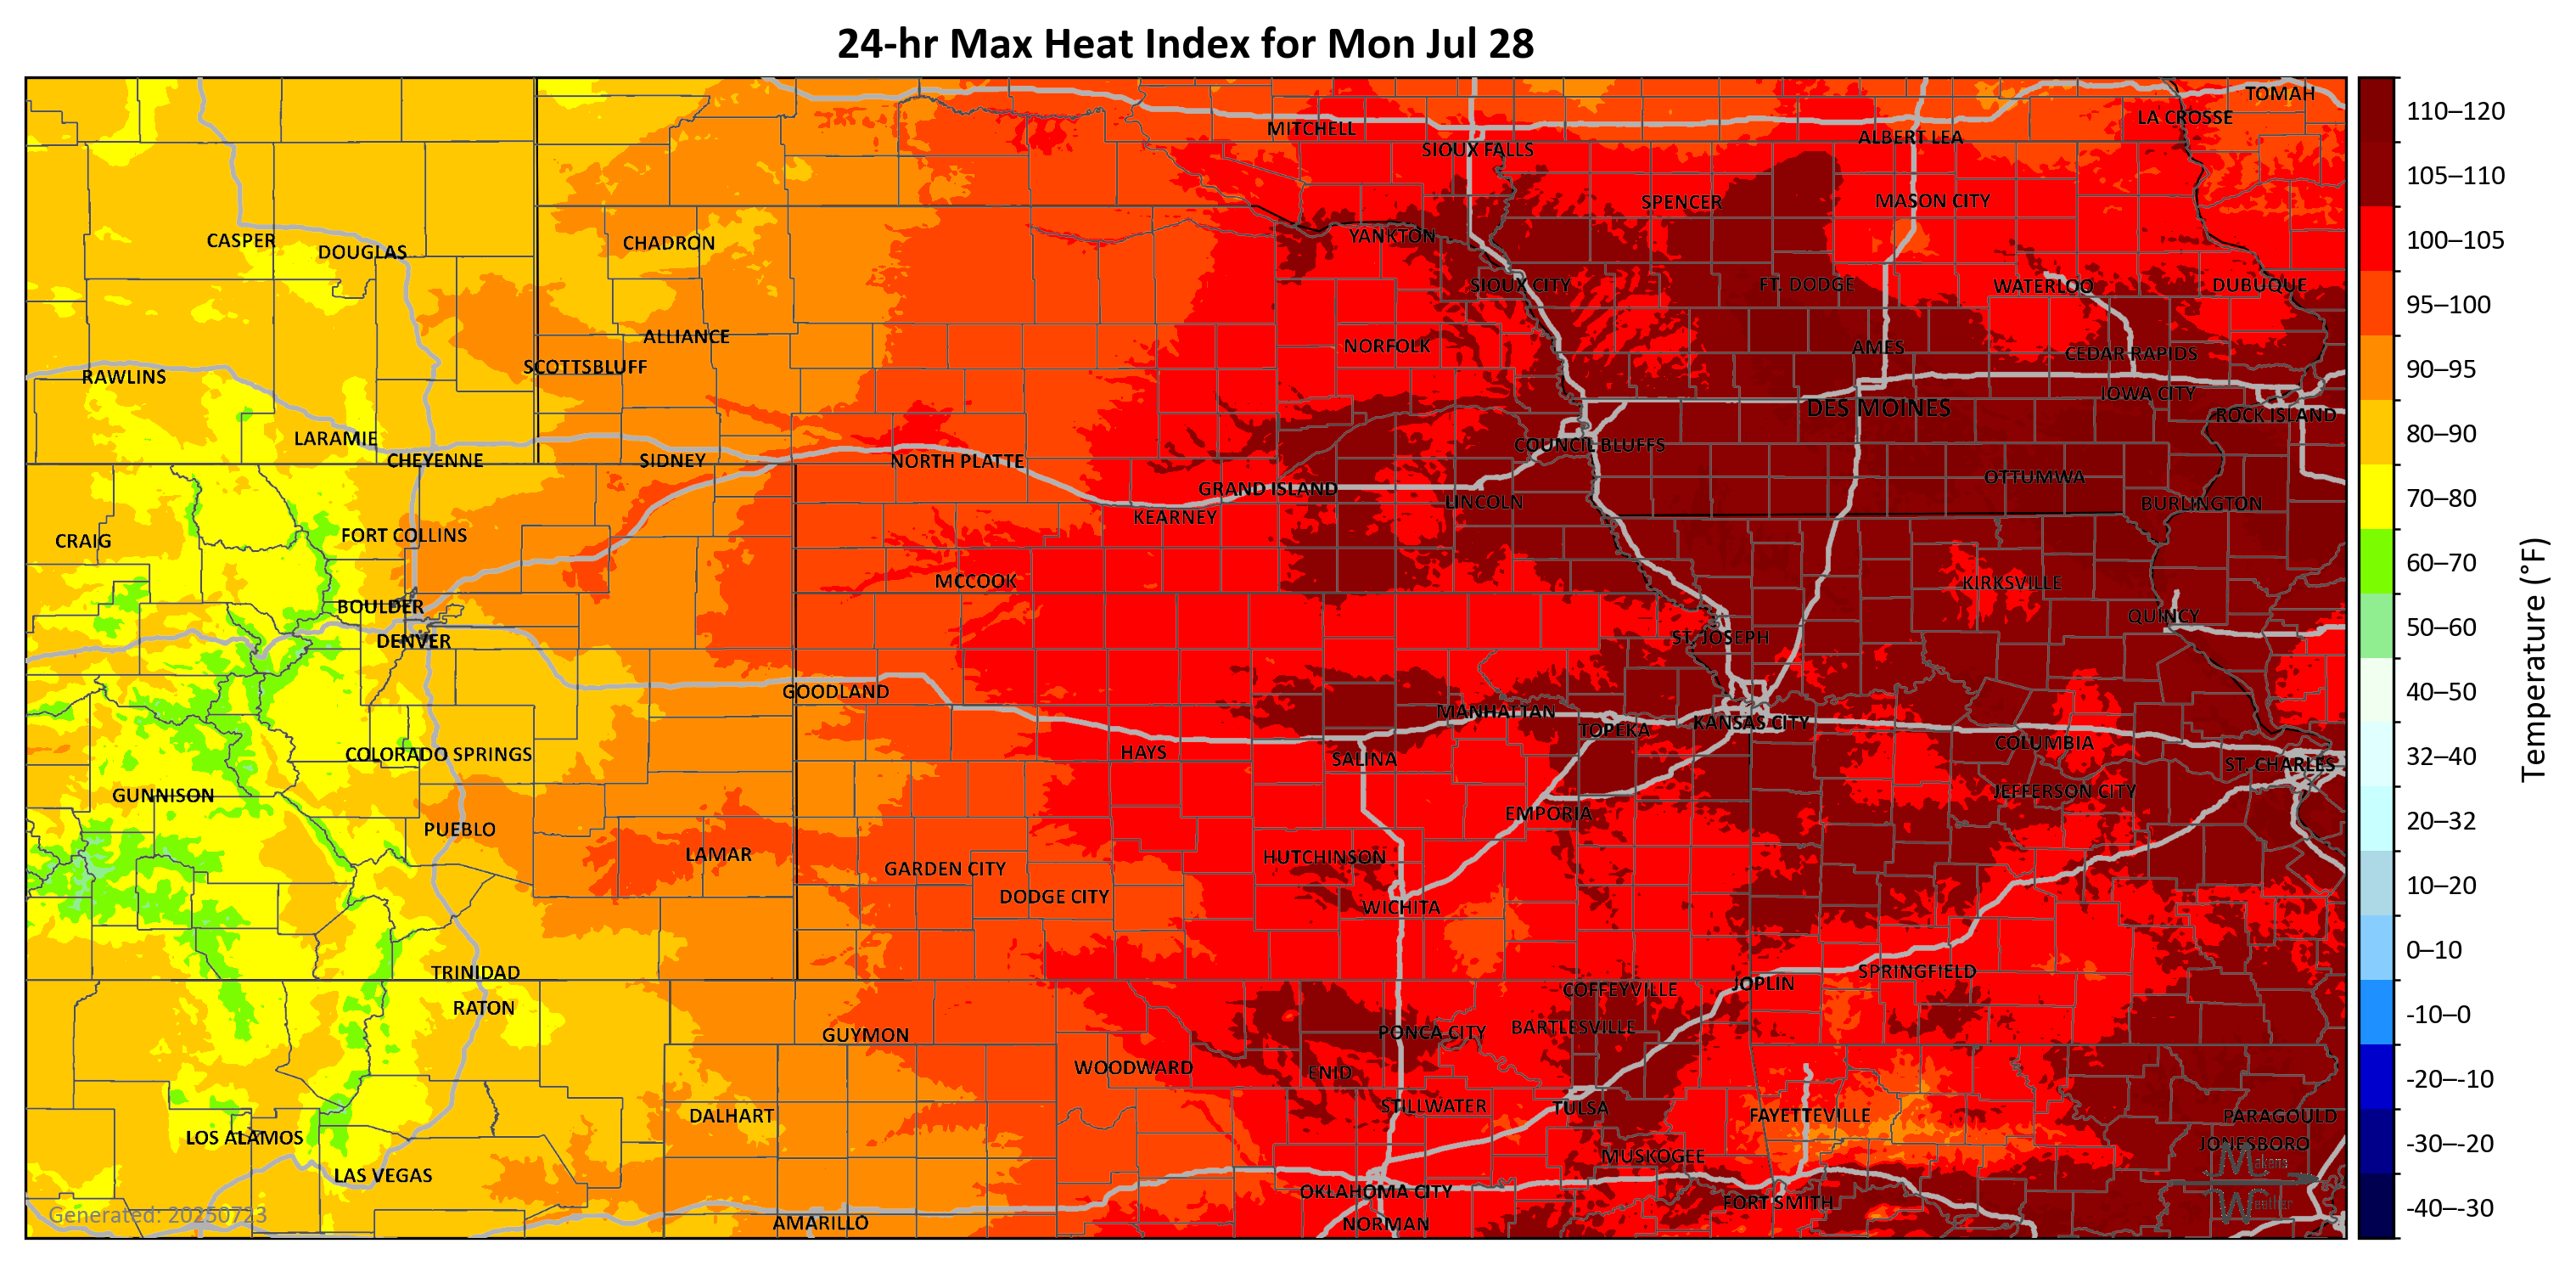 24-hr Max Heat Index for Mon Jul 28
TOMAH
LA CROSSE
MITCHELL
ALBERT LEA
SIOUX FALLS
SPENCER
MASON CITY
YANKTON
CASPER
CHADRON
DOUGLAS
SIOUX CITY
FT. DODGE
WATERLOO
DUBUQUE
ALLIANCE
NORFOLK
AMES
CEDAR RAPIDS
SCOTTSBLUFF
RAWLINS
IOWA CITY
DES MOINES
ROCK ISLAND
LARAMIE
COUNCIL BLUFFS
CHEYENNE
SIDNEY
NORTH PLATTE
OTTUMWA
GRAND ISLAND
LINCOLN
BURLINGTON
KEARNEY
FORT COLLINS
CRAIG
MCCOOK
KIRKSVILLE
BOULDER
QUINCY
DENVER
ST. JOSEPH
GOODLAND
MANHATTAN
KANSAS CITY
TOPEKA
COLUMBIA
HAYS
COLORADO SPRINGS
SALINA
ST. CHARLES
JEFFERSON CITY
GUNNISON
EMPORIA
PUEBLO
LAMAR
HUTCHINSON
GARDEN CITY
DODGE CITY
WICHITA
TRINIDAD
SPRINGFIELD
JOPLIN
COFFEYVILLE
RATON
BARTLESVILLE
PONCA CITY
GUYMON
WOODWARD
ENID
STILLWATER
TULSA
DALHART
FAYETTEVILLE
PARAGOULD
LOS ALAMOS
JONESBORO
MUSKOGEE
LAS VEGAS
OKLAHOMA CITY
FORT SMITH
AMARILLO
NORMAN
Generated: 20250723
Makens
Weather
110–120
105–110
100–105
95–100
90–95
80–90
70–80
60–70
50–60
40–50
32–40
20–32
10–20
0–10
-10–0
-20–-10
-30–-20
-40–-30
Temperature (°F)